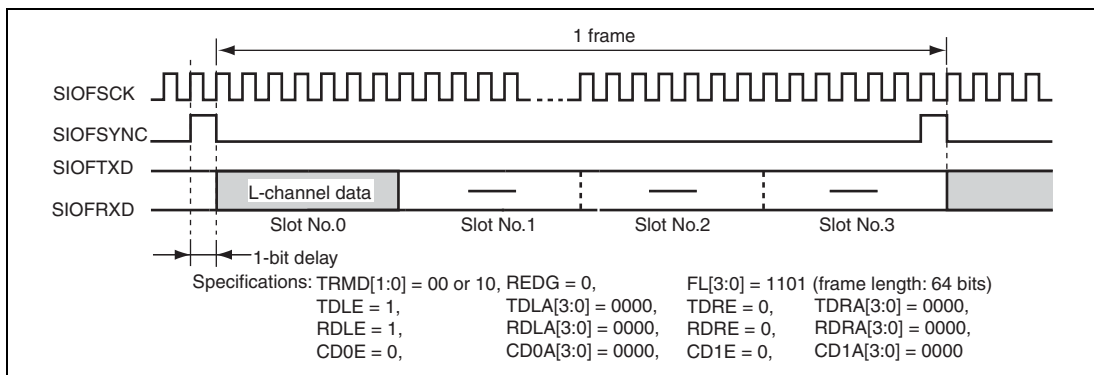 1 frame
SIOFSCK
SIOFSYNC
SIOFTXD
SIOFRXD
L-channel data
Slot No.0 Slot No.1 Slot No.2 Slot No.3
1-bit delay
Specifications: TRMD[1:0] = 00 or 10, REDG = 0, FL[3:0] = 1101 (frame length: 64 bits)
TDLE = 1, TDLA[3:0] = 0000, TDRE = 0, TDRA[3:0] = 0000,
RDLE = 1, RDLA[3:0] = 0000, RDRE = 0, RDRA[3:0] = 0000,
CD0E = 0, CD0A[3:0] = 0000, CD1E = 0, CD1A[3:0] = 0000